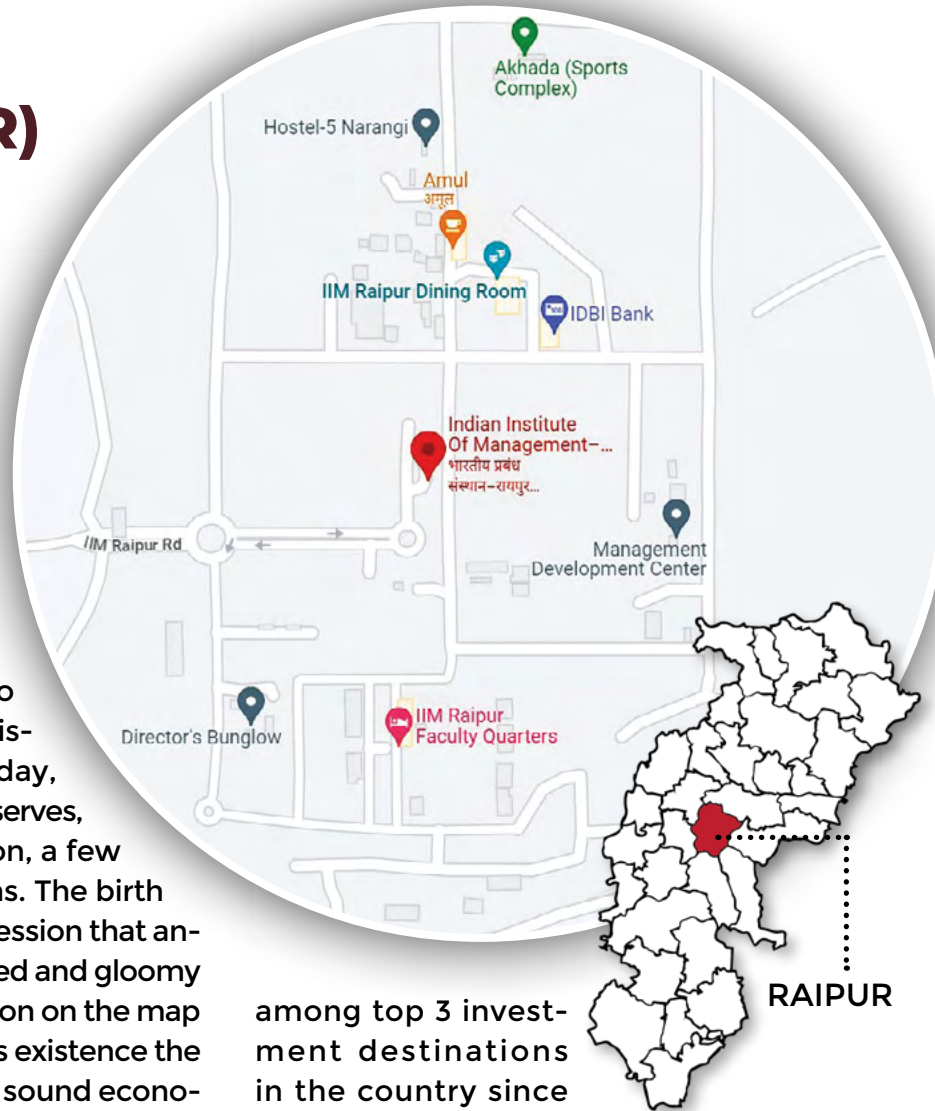 R)
Akhada (Sports
Complex)
Hostel-5 Narangi
Amul
अमूल
IIM Raipur Dining Room
IDBI Bank
Indian Institute
Of Management-...
भारतीय प्रबंध
संस्थान-रायपुर...
IIM Raipur Rd
Management
Development Center
Director's Bunglow
IIM Raipur
Faculty Quarters
RAIPUR
o
is-
day,
serves,
on, a few
ns. The birth
ession that an-
ed and gloomy
ion on the map
s existence the
sound econo-
among top 3 invest-
ment destinations
in the country since